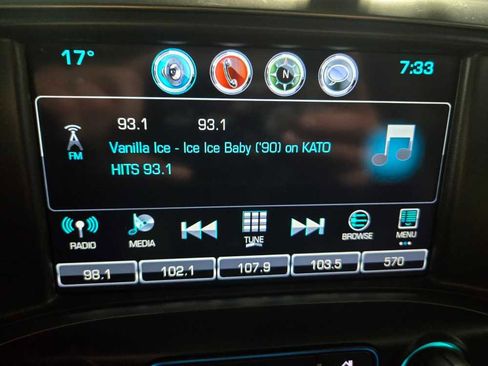 17° 7:33
N
93.1 93.1
FM
Vanilla Ice - Ice Ice Baby ('90) on KATO
HITS 93.1
RADIO MEDIA TUNE BROWSE MENU
98.1 102.1 107.9 103.5 570